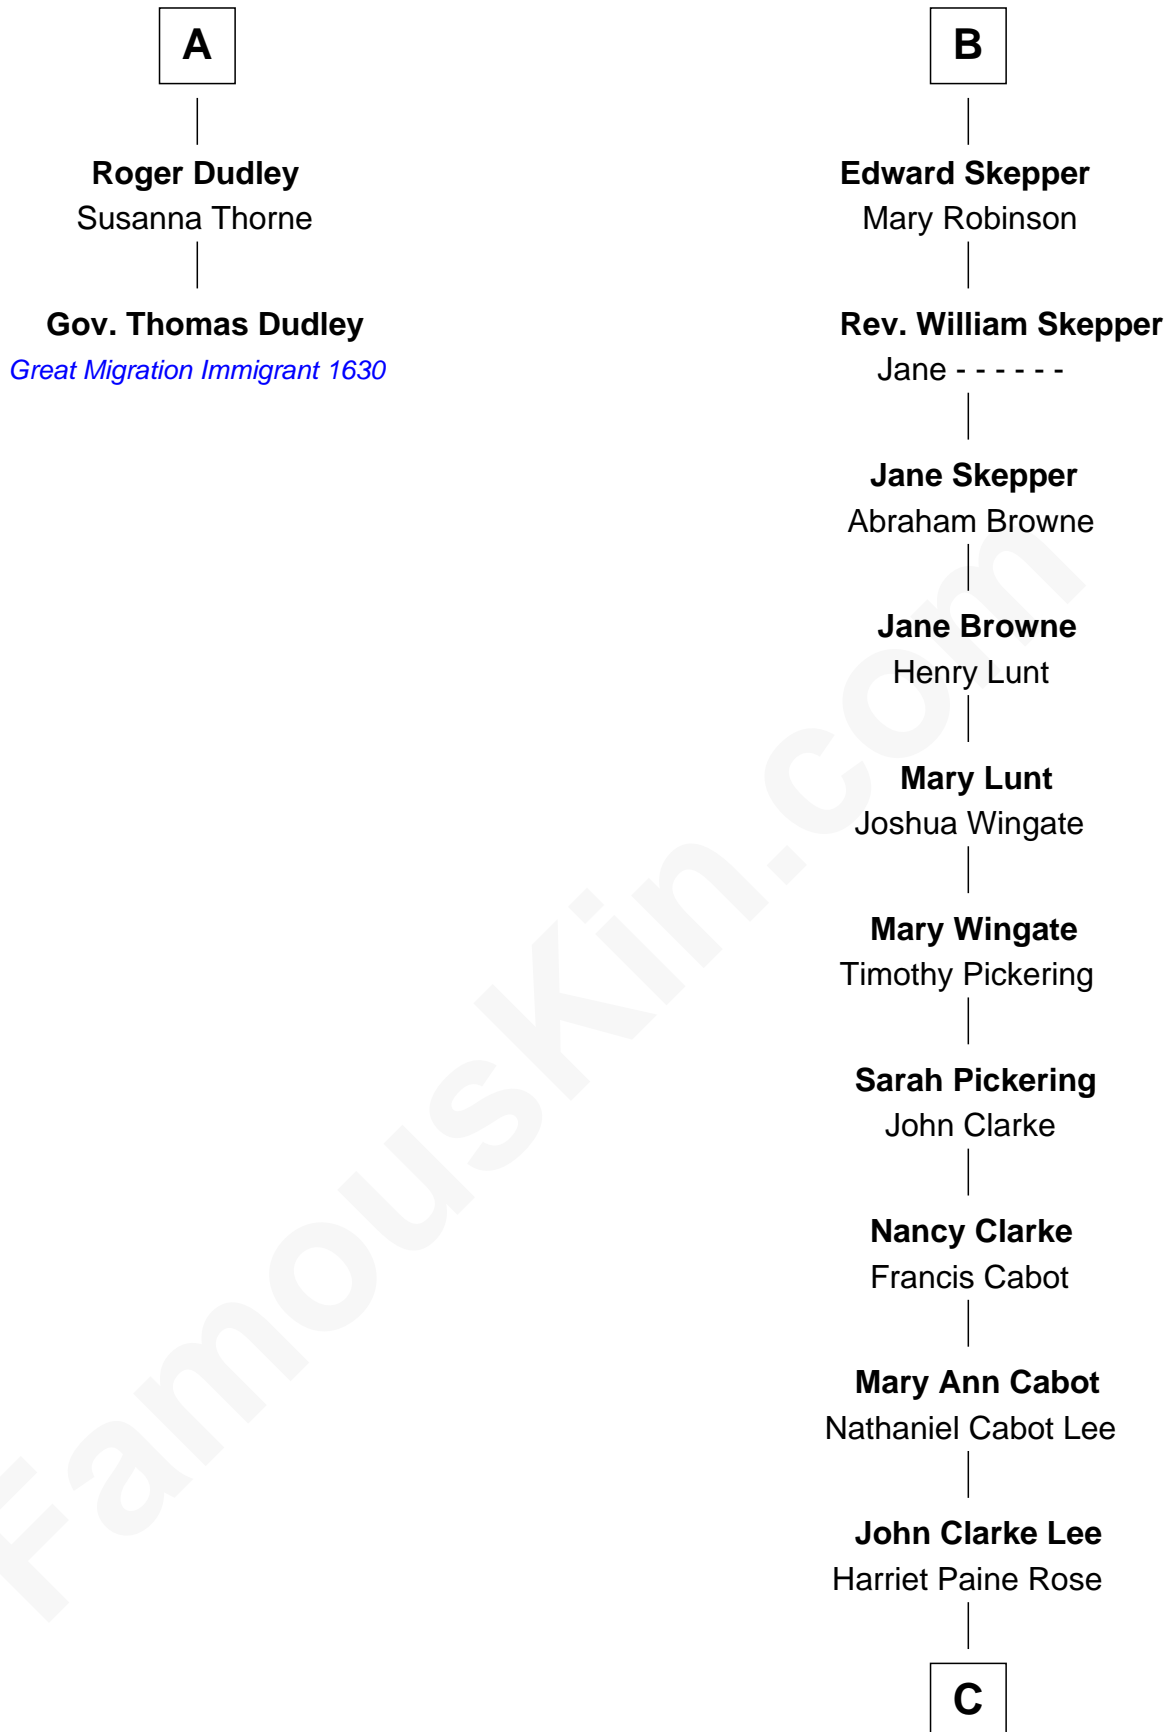 A
Roger Dudley
Susanna Thorne
Gov. Thomas Dudley
Great Migration Immigrant 1630
B
Edward Skepper
Mary Robinson
Rev. William Skepper
Jane - - - - - -
Jane Skepper
Abraham Browne
Jane Browne
Henry Lunt
Mary Lunt
Joshua Wingate
Mary Wingate
Timothy Pickering
Sarah Pickering
John Clarke
Nancy Clarke
Francis Cabot
Mary Ann Cabot
Nathaniel Cabot Lee
John Clarke Lee
Harriet Paine Rose
C
FamousKin.com